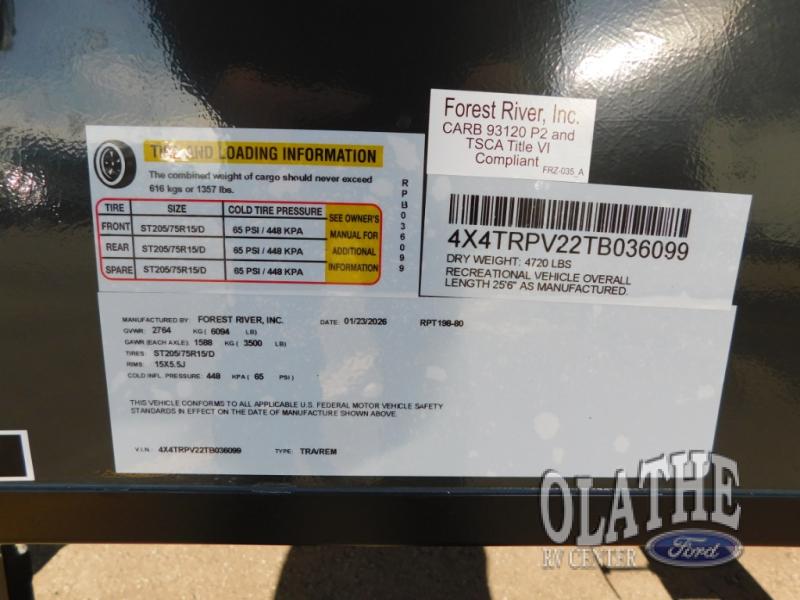 Forest River, Inc.
CARB 93120 P2 and
TSCA Title VI
Compliant
FRZ-035_A
TIRE AND LOADING INFORMATION
The combined weight of cargo should never exceed
616 kgs or 1357 lbs.
TIRE SIZE COLD TIRE PRESSURE
FRONT ST205/75R15/D 65 PSI / 448 KPA
REAR ST205/75R15/D 65 PSI / 448 KPA
SPARE ST205/75R15/D 65 PSI / 448 KPA
SEE OWNER'S
MANUAL FOR
ADDITIONAL
INFORMATION
RPB036099
4X4TRPV22TB036099
DRY WEIGHT: 4720 LBS
RECREATIONAL VEHICLE OVERALL
LENGTH 25'6" AS MANUFACTURED.
MANUFACTURED BY: FOREST RIVER, INC. DATE: 01/23/2026 RPT198-80
GVWR: 2764 KG ( 6094 LB)
GAWR (EACH AXLE): 1588 KG ( 3500 LB)
TIRES: ST205/75R15/D
RIMS: 15X5.5J
COLD INFL. PRESSURE: 448 KPA ( 65 PSI )
THIS VEHICLE CONFORMS TO ALL APPLICABLE U.S. FEDERAL MOTOR VEHICLE SAFETY
STANDARDS IN EFFECT ON THE DATE OF MANUFACTURE SHOWN ABOVE.
V.I.N.: 4X4TRPV22TB036099 TYPE: TRA/REM
OLATHE
RV CENTER
Ford